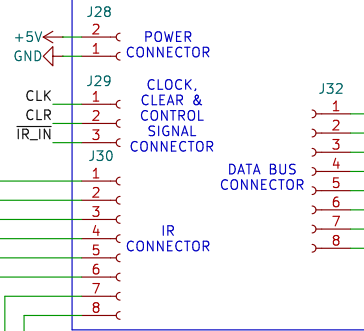 J28
+5V 2 POWER
GND 1 CONNECTOR
J29
CLOCK,
CLK 1 CLEAR &
CLR 2 CONTROL
IR_IN 3 SIGNAL
CONNECTOR
J30
1
2
3
4 IR
5 CONNECTOR
6
7
8
J32
1
2
3
DATA BUS 4
CONNECTOR 5
6
7
8